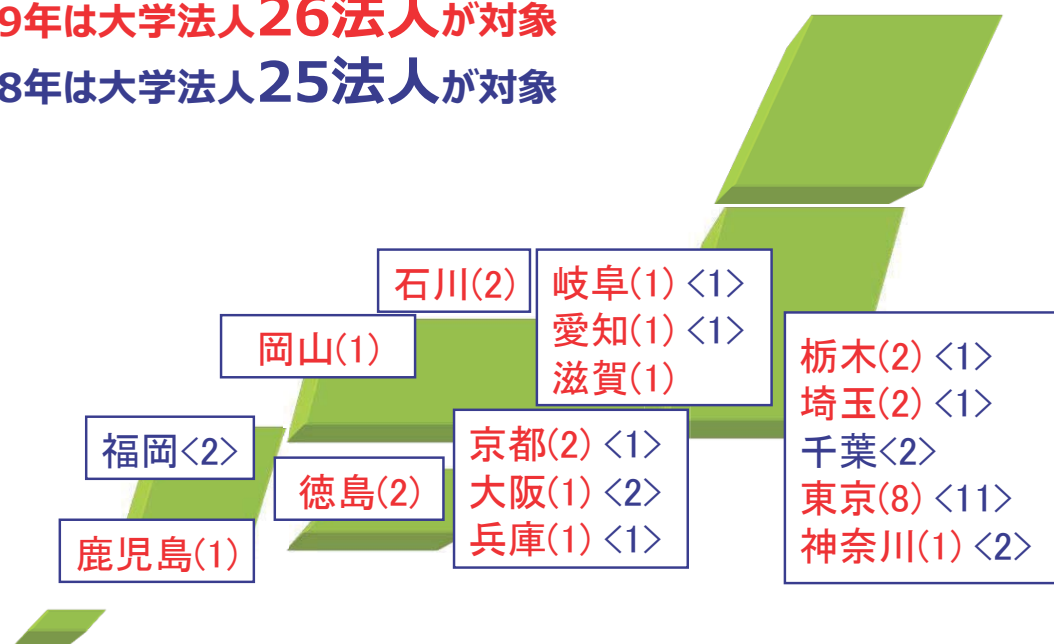 9年は大学法人26法人が対象
8年は大学法人25法人が対象
石川(2)
岐阜(1) <1>
愛知(1) <1>
滋賀(1)
岡山(1)
栃木(2) <1>
埼玉(2) <1>
千葉<2>
東京(8) <11>
神奈川(1) <2>
福岡<2>
京都(2) <1>
大阪(1) <2>
兵庫(1) <1>
徳島(2)
鹿児島(1)